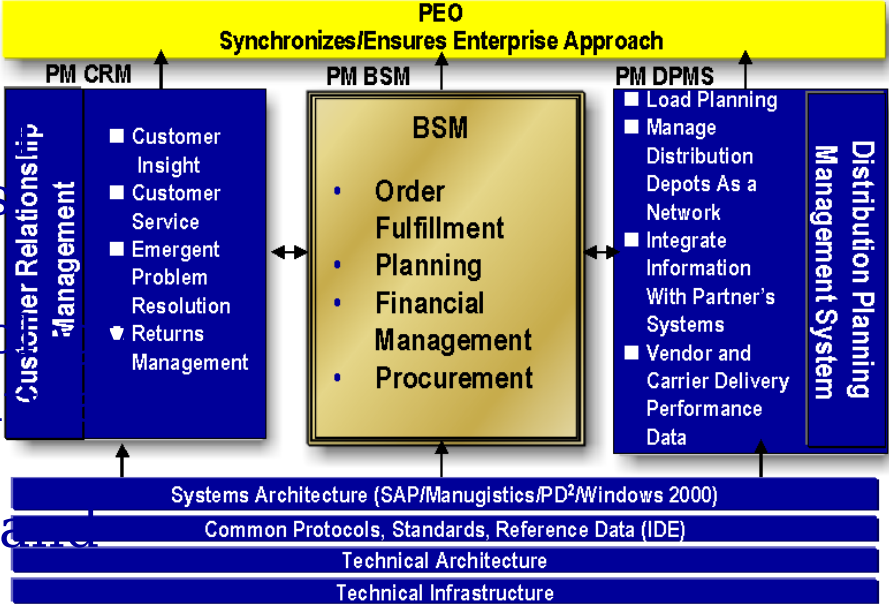 PEO
Synchronizes/Ensures Enterprise Approach
PM CRM
PM BSM
PM DPMS
Customer Relationship
Management
Customer
Insight
Customer
Service
Emergent
Problem
Resolution
Returns
Management
BSM
Order
Fulfillment
Planning
Financial
Management
Procurement
Load Planning
Manage
Distribution
Depots As a
Network
Integrate
Information
With Partner's
Systems
Vendor and
Carrier Delivery
Performance
Data
Distribution Planning
Management System
Systems Architecture (SAP/Manugistics/PD²/Windows 2000)
and
Common Protocols, Standards, Reference Data (IDE)
Technical Architecture
Technical Infrastructure